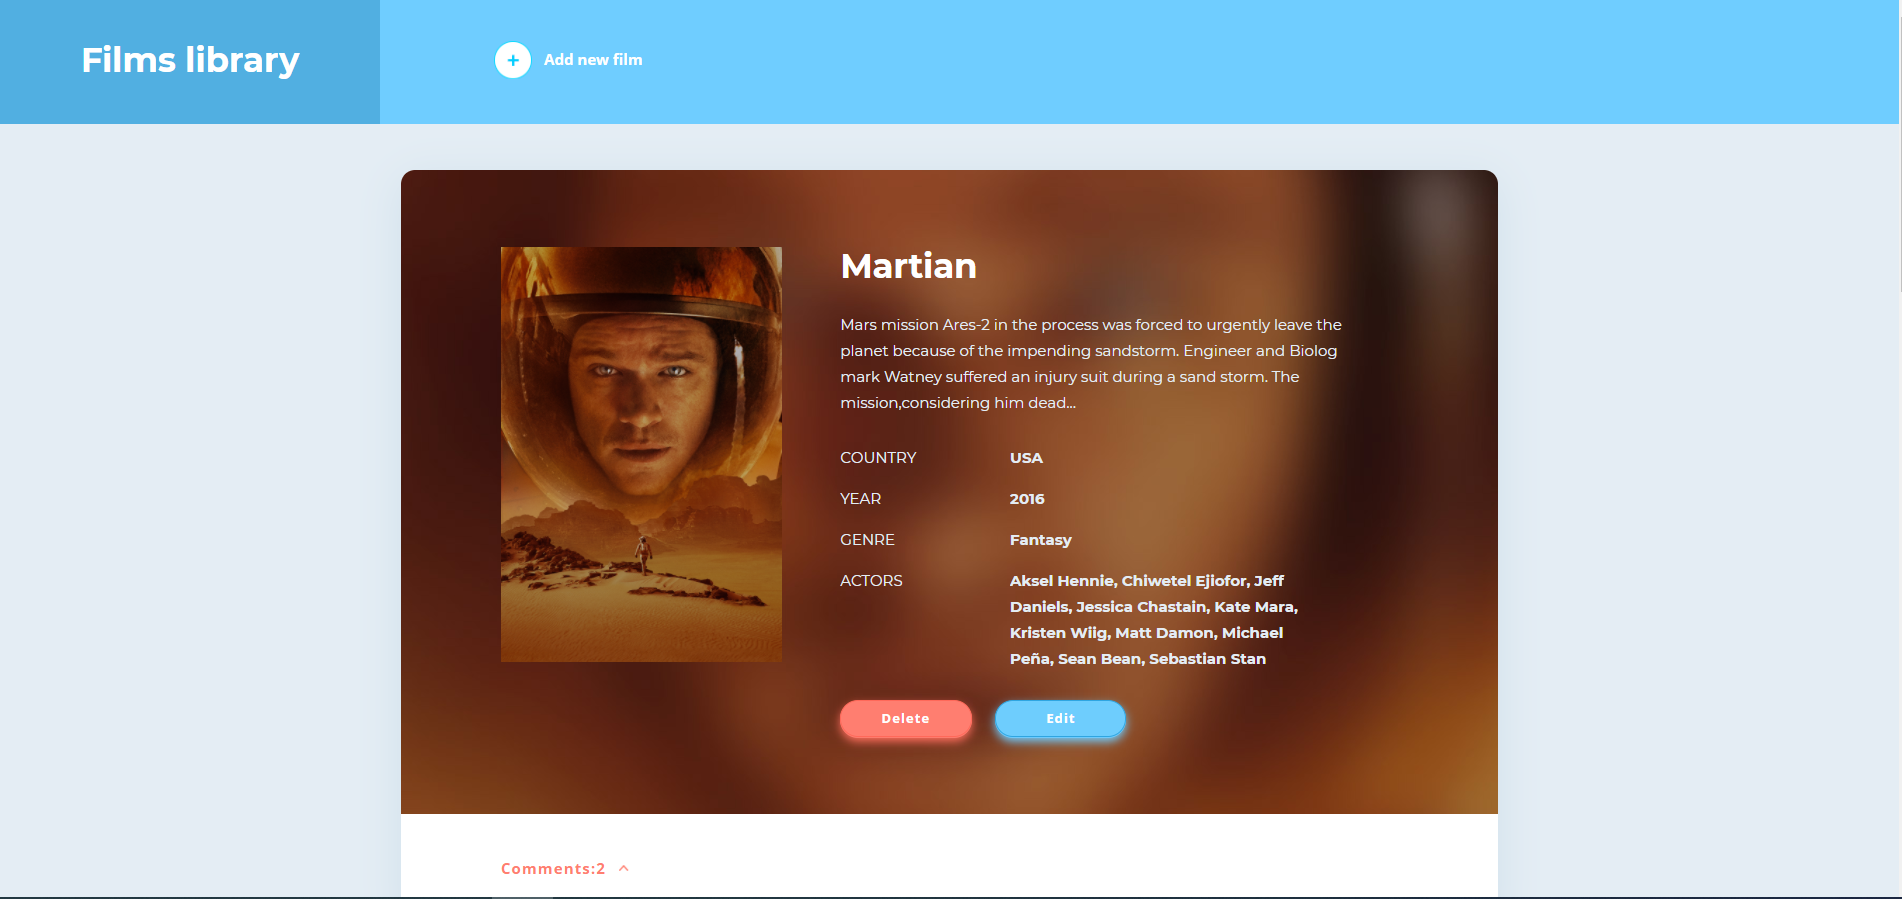 Films library
+ Add new film
Martian
Mars mission Ares-2 in the process was forced to urgently leave the
planet because of the impending sandstorm. Engineer and Biolog
mark Watney suffered an injury suit during a sand storm. The
mission,considering him dead...
COUNTRY USA
YEAR 2016
GENRE Fantasy
ACTORS Aksel Hennie, Chiwetel Ejiofor, Jeff
Daniels, Jessica Chastain, Kate Mara,
Kristen Wiig, Matt Damon, Michael
Peña, Sean Bean, Sebastian Stan
Delete Edit
Comments:2